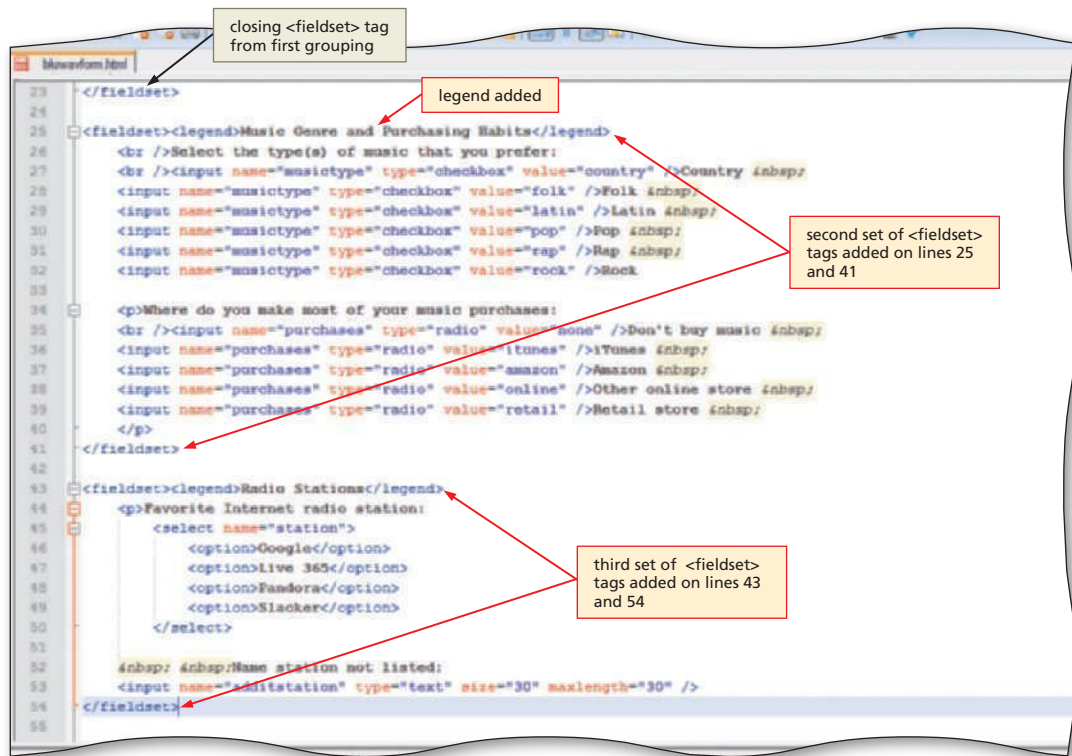 closing <fieldset> tag
from first grouping
bluwavform.html
23 </fieldset>
legend added
24
25 <fieldset><legend>Music Genre and Purchasing Habits</legend>
26 <br />Select the type(s) of music that you prefer:
27 <br /><input name="musictype" type="checkbox" value="country" />Country &nbsp;
28 <input name="musictype" type="checkbox" value="folk" />Folk &nbsp;
29 <input name="musictype" type="checkbox" value="latin" />Latin &nbsp;
30 <input name="musictype" type="checkbox" value="pop" />Pop &nbsp;
31 <input name="musictype" type="checkbox" value="rap" />Rap &nbsp;
32 <input name="musictype" type="checkbox" value="rock" />Rock
second set of <fieldset>
tags added on lines 25
and 41
33
34 <p>Where do you make most of your music purchases:
35 <br /><input name="purchases" type="radio" value="none" />Don't buy music &nbsp;
36 <input name="purchases" type="radio" value="itunes" />iTunes &nbsp;
37 <input name="purchases" type="radio" value="amazon" />Amazon &nbsp;
38 <input name="purchases" type="radio" value="online" />Other online store &nbsp;
39 <input name="purchases" type="radio" value="retail" />Retail store &nbsp;
40 </p>
41 </fieldset>
42
43 <fieldset><legend>Radio Stations</legend>
44 <p>Favorite Internet radio station:
45 <select name="station">
46 <option>Google</option>
47 <option>Live 365</option>
48 <option>Pandora</option>
49 <option>Slacker</option>
50 </select>
third set of <fieldset>
tags added on lines 43
and 54
51
52 &nbsp; &nbsp;Name station not listed:
53 <input name="additstation" type="text" size="30" maxlength="30" />
54 </fieldset>
55